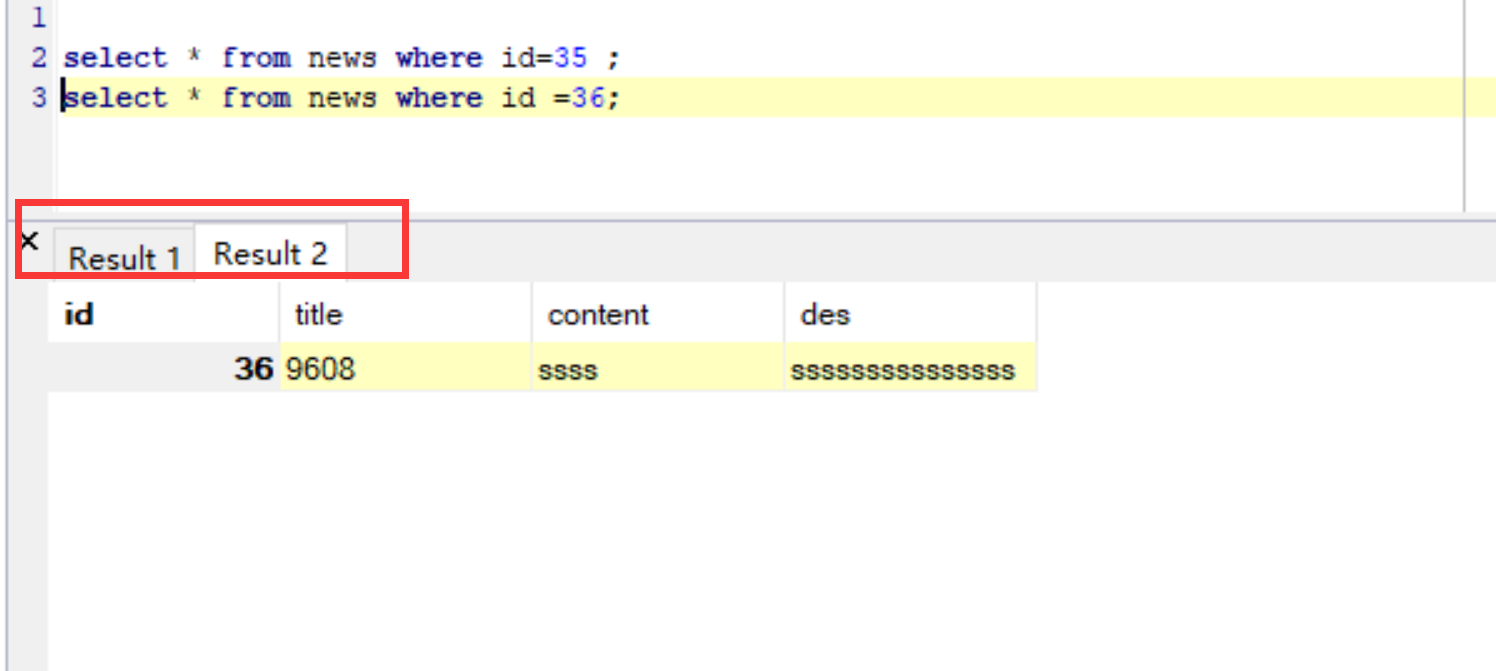 1
2 select * from news where id=35 ;
3 select * from news where id =36;
× Result 1 Result 2
id title content des
36 9608 ssss sssssssssssssss